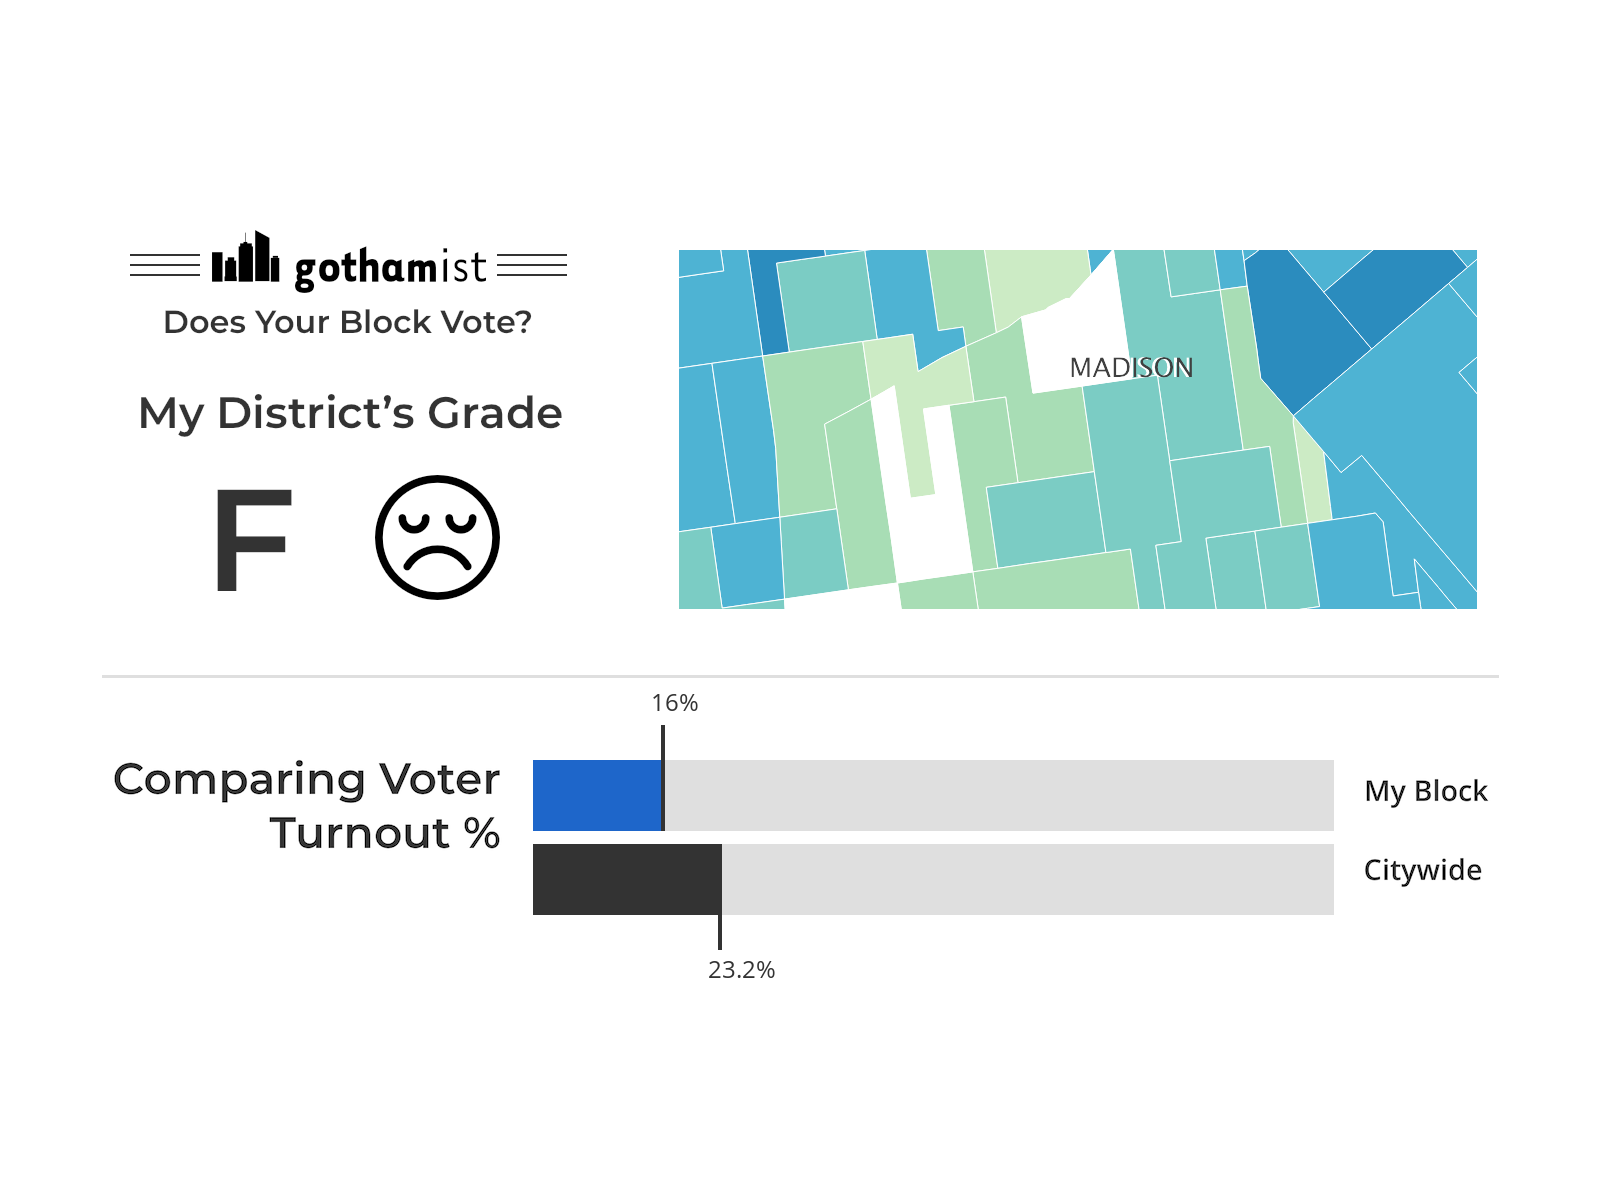 gothamist
Does Your Block Vote?
My District’s Grade
F
MADISON
16%
Comparing Voter
Turnout %
My Block
Citywide
23.2%